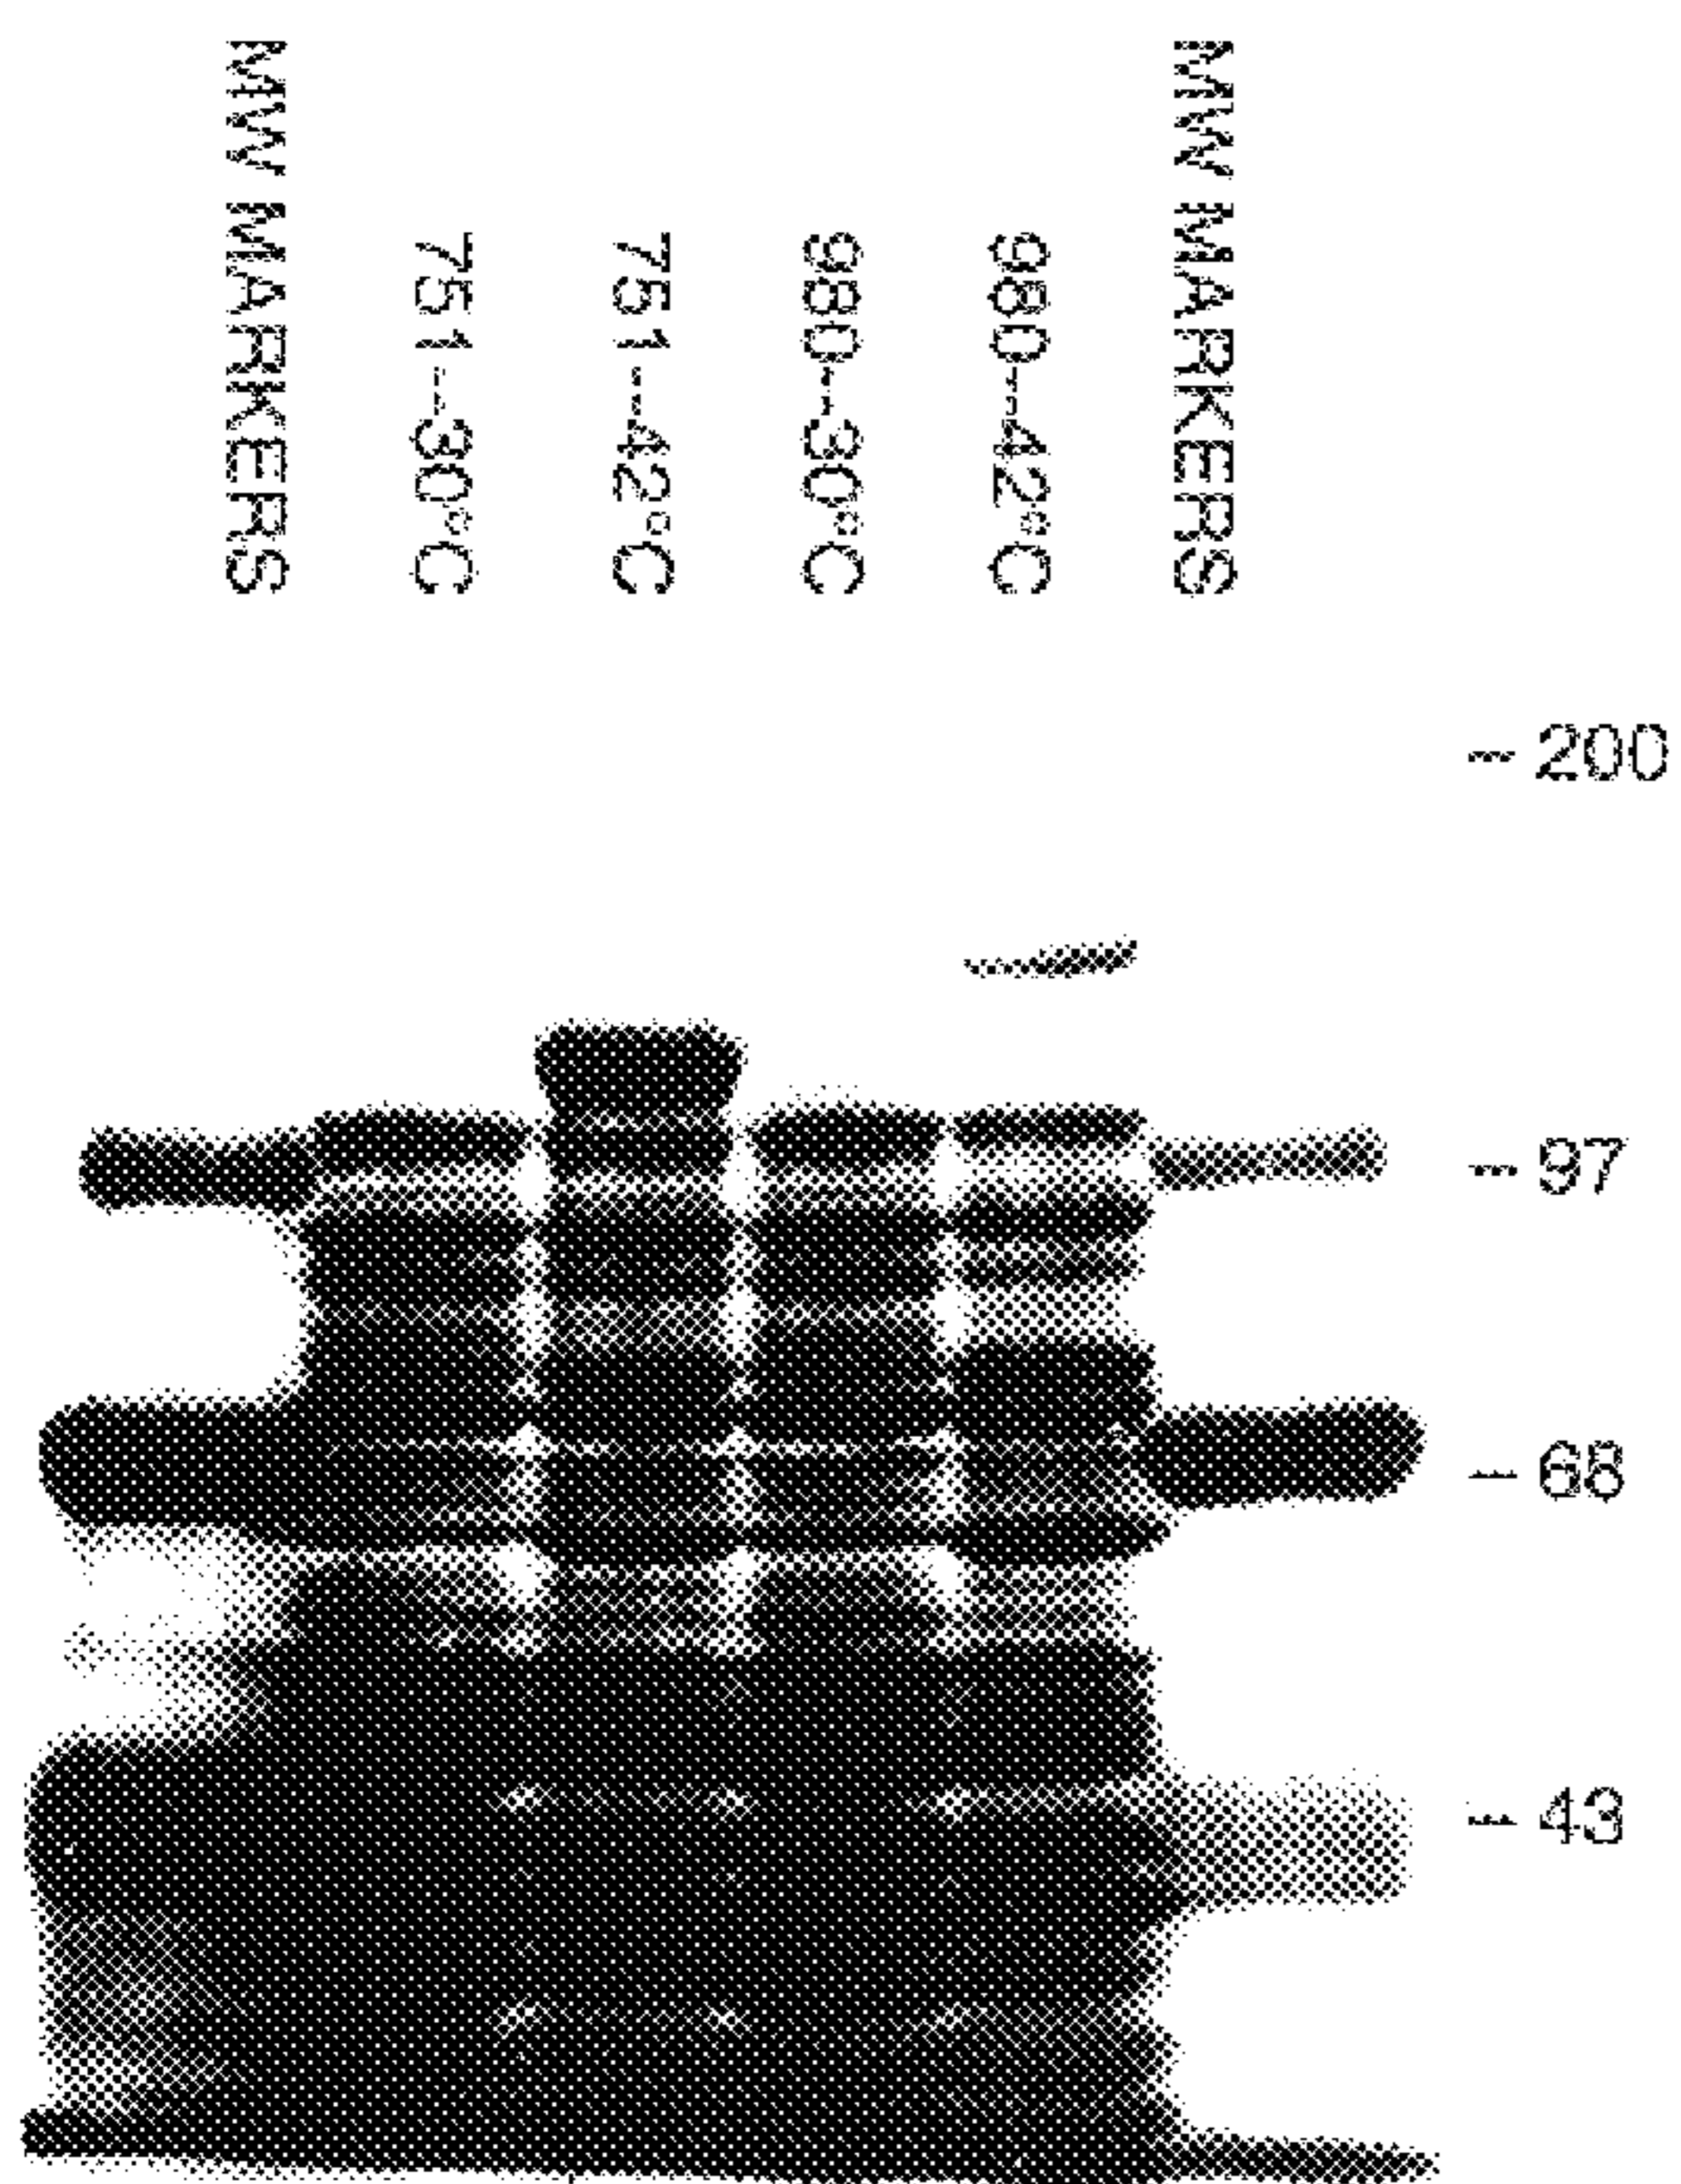 MW MARKERS
751--30°C
751--42°C
980--30°C
980--42°C
MW MARKERS
- 200
- 97
- 68
- 43